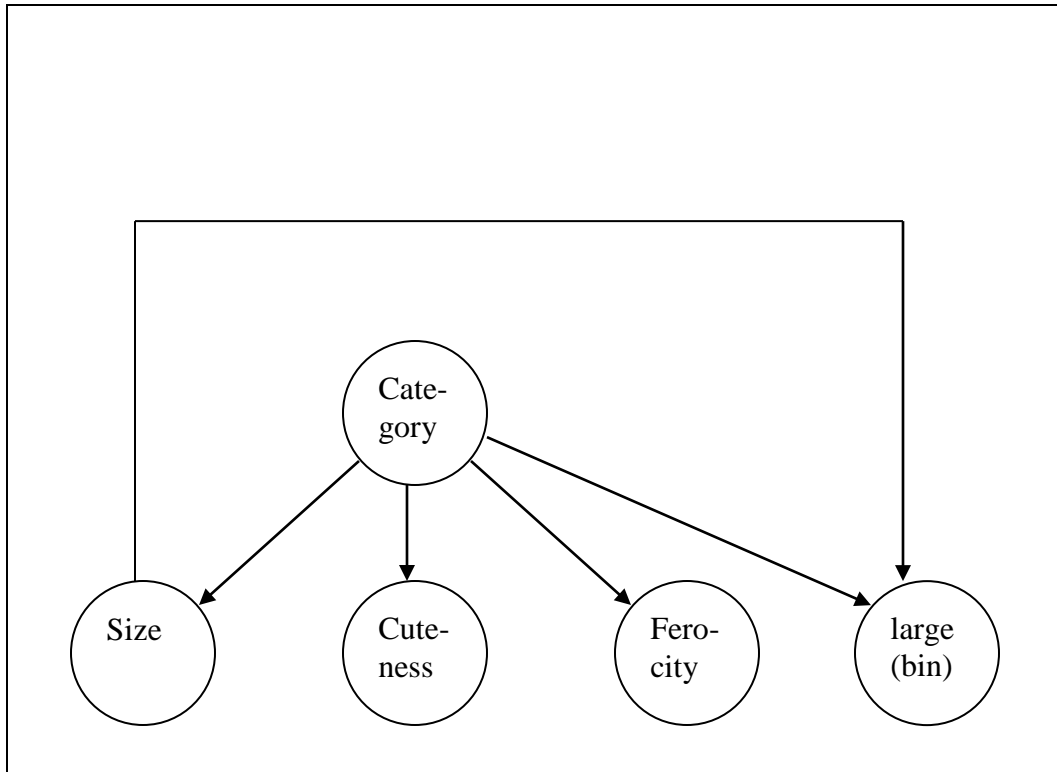 Cate-
gory
Size
Cute-
ness
Fero-
city
large
(bin)